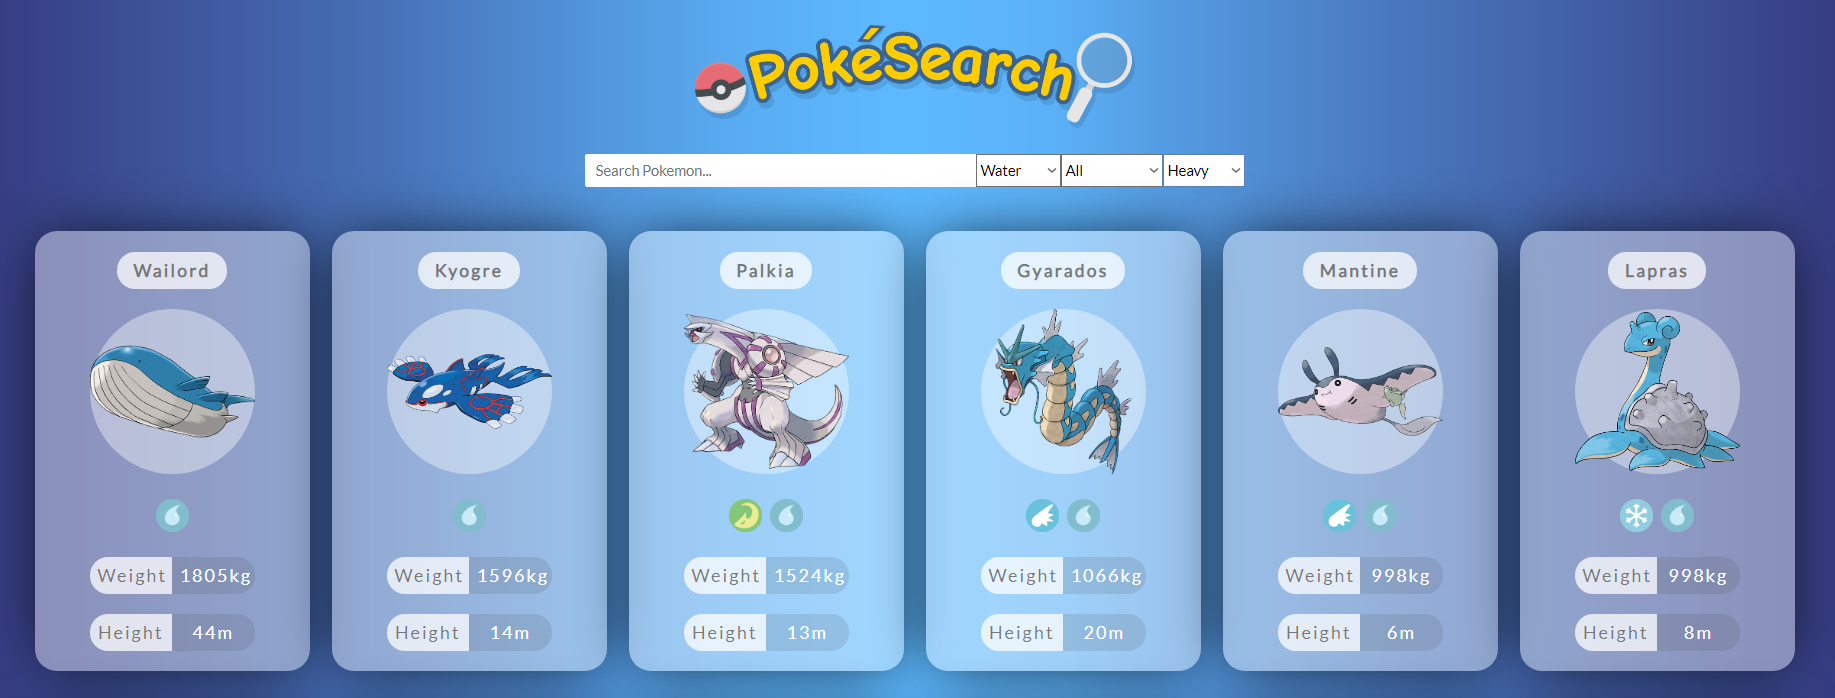 PokéSearch
Search Pokemon... Water All Heavy
Wailord Kyogre Palkia Gyarados Mantine Lapras
Weight 1805kg Weight 1596kg Weight 1524kg Weight 1066kg Weight 998kg Weight 998kg
Height 44m Height 14m Height 13m Height 20m Height 6m Height 8m